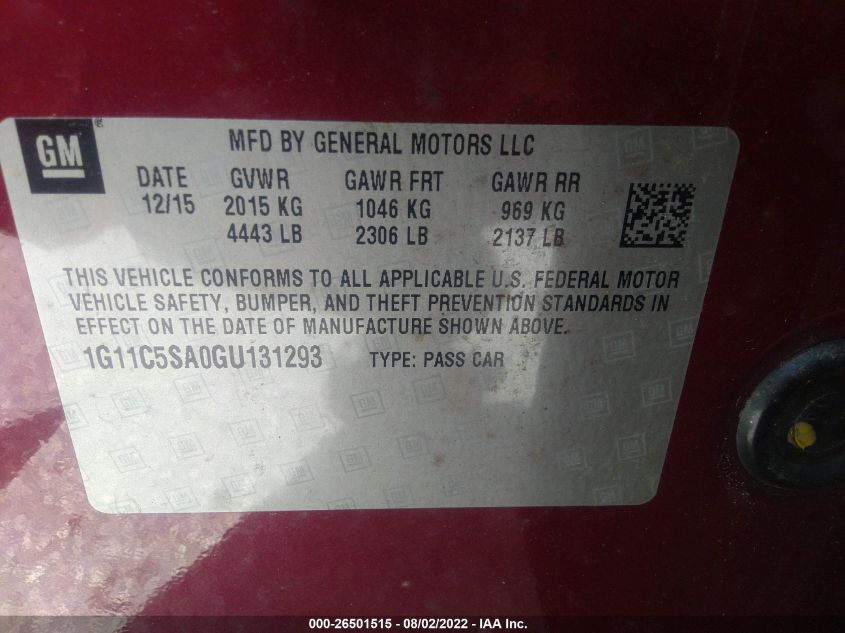 GM®
MFD BY GENERAL MOTORS LLC
DATE GVWR GAWR FRT GAWR RR
12/15 2015 KG 1046 KG 969 KG
4443 LB 2306 LB 2137 LB
THIS VEHICLE CONFORMS TO ALL APPLICABLE U.S. FEDERAL MOTOR
VEHICLE SAFETY, BUMPER, AND THEFT PREVENTION STANDARDS IN
EFFECT ON THE DATE OF MANUFACTURE SHOWN ABOVE.
1G11C5SA0GU131293 TYPE: PASS CAR
000-26501515 - 08/02/2022 - IAA Inc.